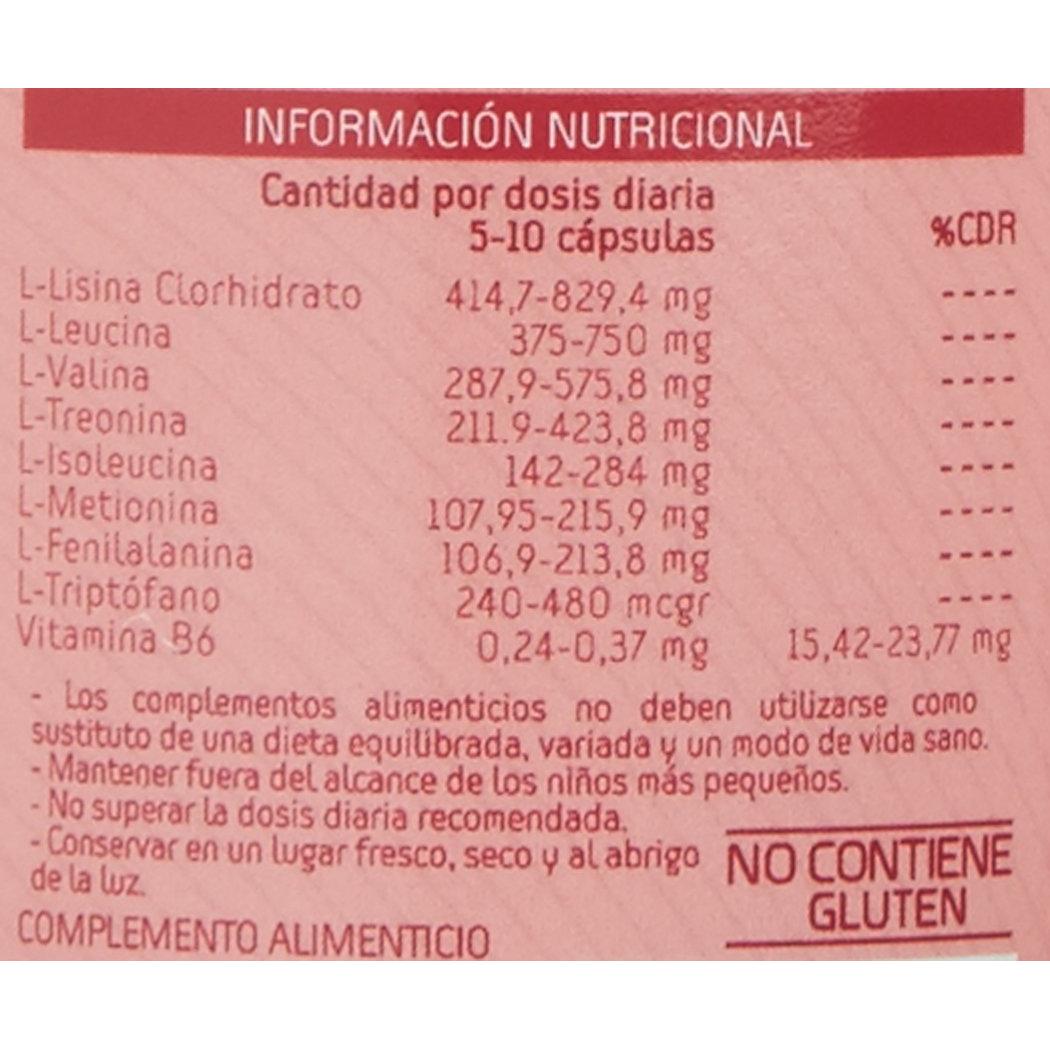 INFORMACIÓN NUTRICIONAL
Cantidad por dosis diaria
5-10 cápsulas %CDR
L-Lisina Clorhidrato 414,7-829,4 mg ----
L-Leucina 375-750 mg ----
L-Valina 287,9-575,8 mg ----
L-Treonina 211.9-423,8 mg ----
L-Isoleucina 142-284 mg ----
L-Metionina 107,95-215,9 mg ----
L-Fenilalanina 106,9-213,8 mg ----
L-Triptófano 240-480 mcgr ----
Vitamina B6 0,24-0,37 mg 15,42-23,77 mg
- Los complementos alimenticios no deben utilizarse como
sustituto de una dieta equilibrada, variada y un modo de vida sano.
- Mantener fuera del alcance de los niños más pequeños.
- No superar la dosis diaria recomendada.
- Conservar en un lugar fresco, seco y al abrigo
de la luz.
NO CONTIENE
GLUTEN
COMPLEMENTO ALIMENTICIO